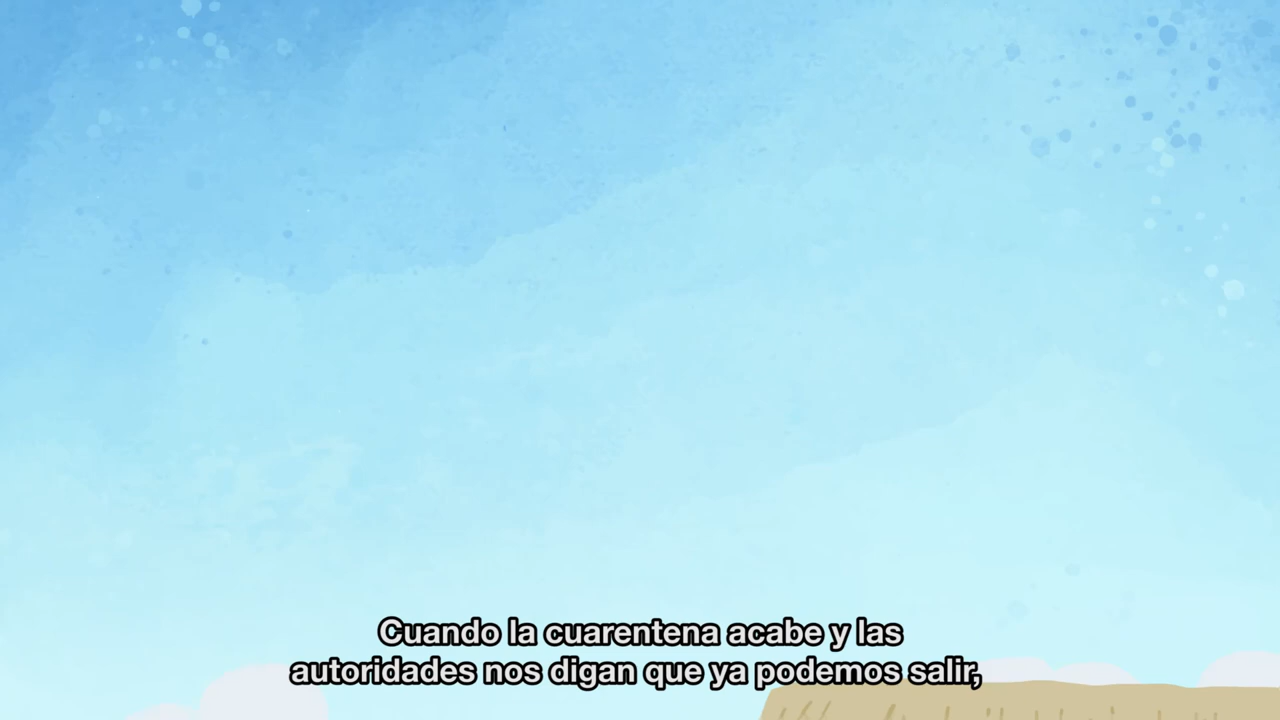 Cuando la cuarentena acabe y las
autoridades nos digan que ya podemos salir,